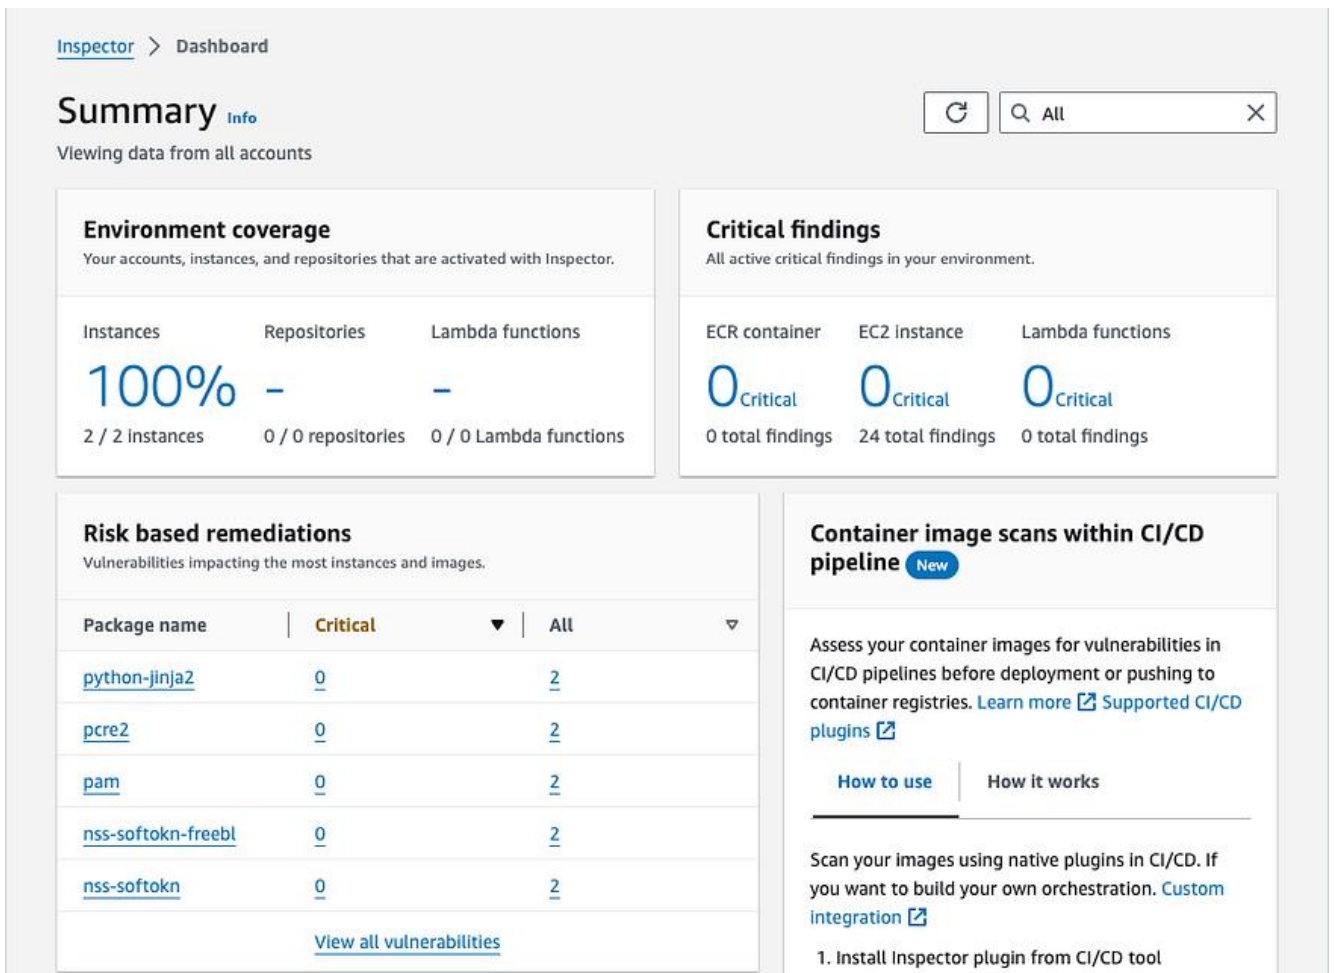 Inspector > Dashboard
Summary Info
All
Viewing data from all accounts
Environment coverage
Your accounts, instances, and repositories that are activated with Inspector.
Instances Repositories Lambda functions
100% - -
2 / 2 instances 0 / 0 repositories 0 / 0 Lambda functions
Critical findings
All active critical findings in your environment.
ECR container EC2 instance Lambda functions
0 Critical 0 Critical 0 Critical
0 total findings 24 total findings 0 total findings
Risk based remediations
Vulnerabilities impacting the most instances and images.
Package name Critical All
python-jinja2 0 2
pcre2 0 2
pam 0 2
nss-softokn-freebl 0 2
nss-softokn 0 2
View all vulnerabilities
Container image scans within CI/CD
pipeline New
Assess your container images for vulnerabilities in
CI/CD pipelines before deployment or pushing to
container registries. Learn more Supported CI/CD
plugins
How to use How it works
Scan your images using native plugins in CI/CD. If
you want to build your own orchestration. Custom
integration
1. Install Inspector plugin from CI/CD tool